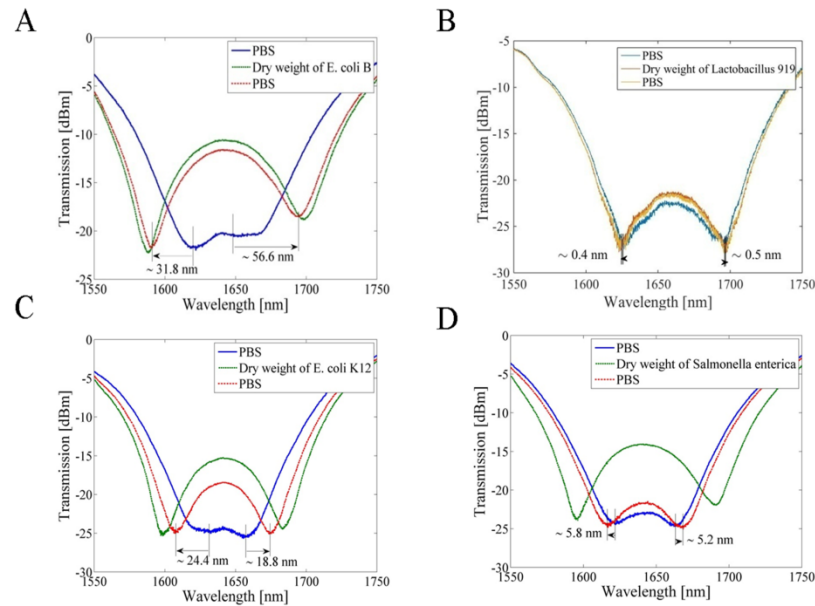 A
0
-5
-10
-15
-20
-25
Transmission [dBm]
PBS
Dry weight of E. coli B
PBS
~ 31.8 nm
~ 56.6 nm
1550 1600 1650 1700 1750
Wavelength [nm]
B
-5
-10
-15
-20
-25
-30
-35
Transmission [dBm]
PBS
Dry weight of Lactobacillus 919
PBS
~ 0.4 nm
~ 0.5 nm
1550 1600 1650 1700 1750
Wavelength [nm]
C
0
-5
-10
-15
-20
-25
-30
Transmission [dBm]
PBS
Dry weight of E. coli K12
PBS
~ 24.4 nm
~ 18.8 nm
1550 1600 1650 1700 1750
Wavelength [nm]
D
0
-5
-10
-15
-20
-25
-30
Transmission [dBm]
PBS
Dry weight of Salmonella enterica
PBS
~ 5.8 nm
~ 5.2 nm
1550 1600 1650 1700 1750
Wavelength [nm]